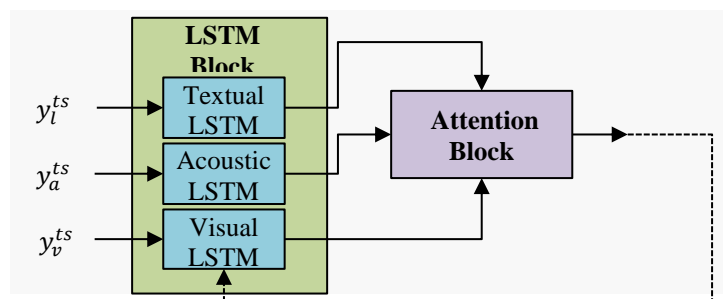 LSTM
Block
Textual
LSTM
Acoustic
LSTM
Visual
LSTM
Attention
Block
y_l^{ts}
y_a^{ts}
y_v^{ts}